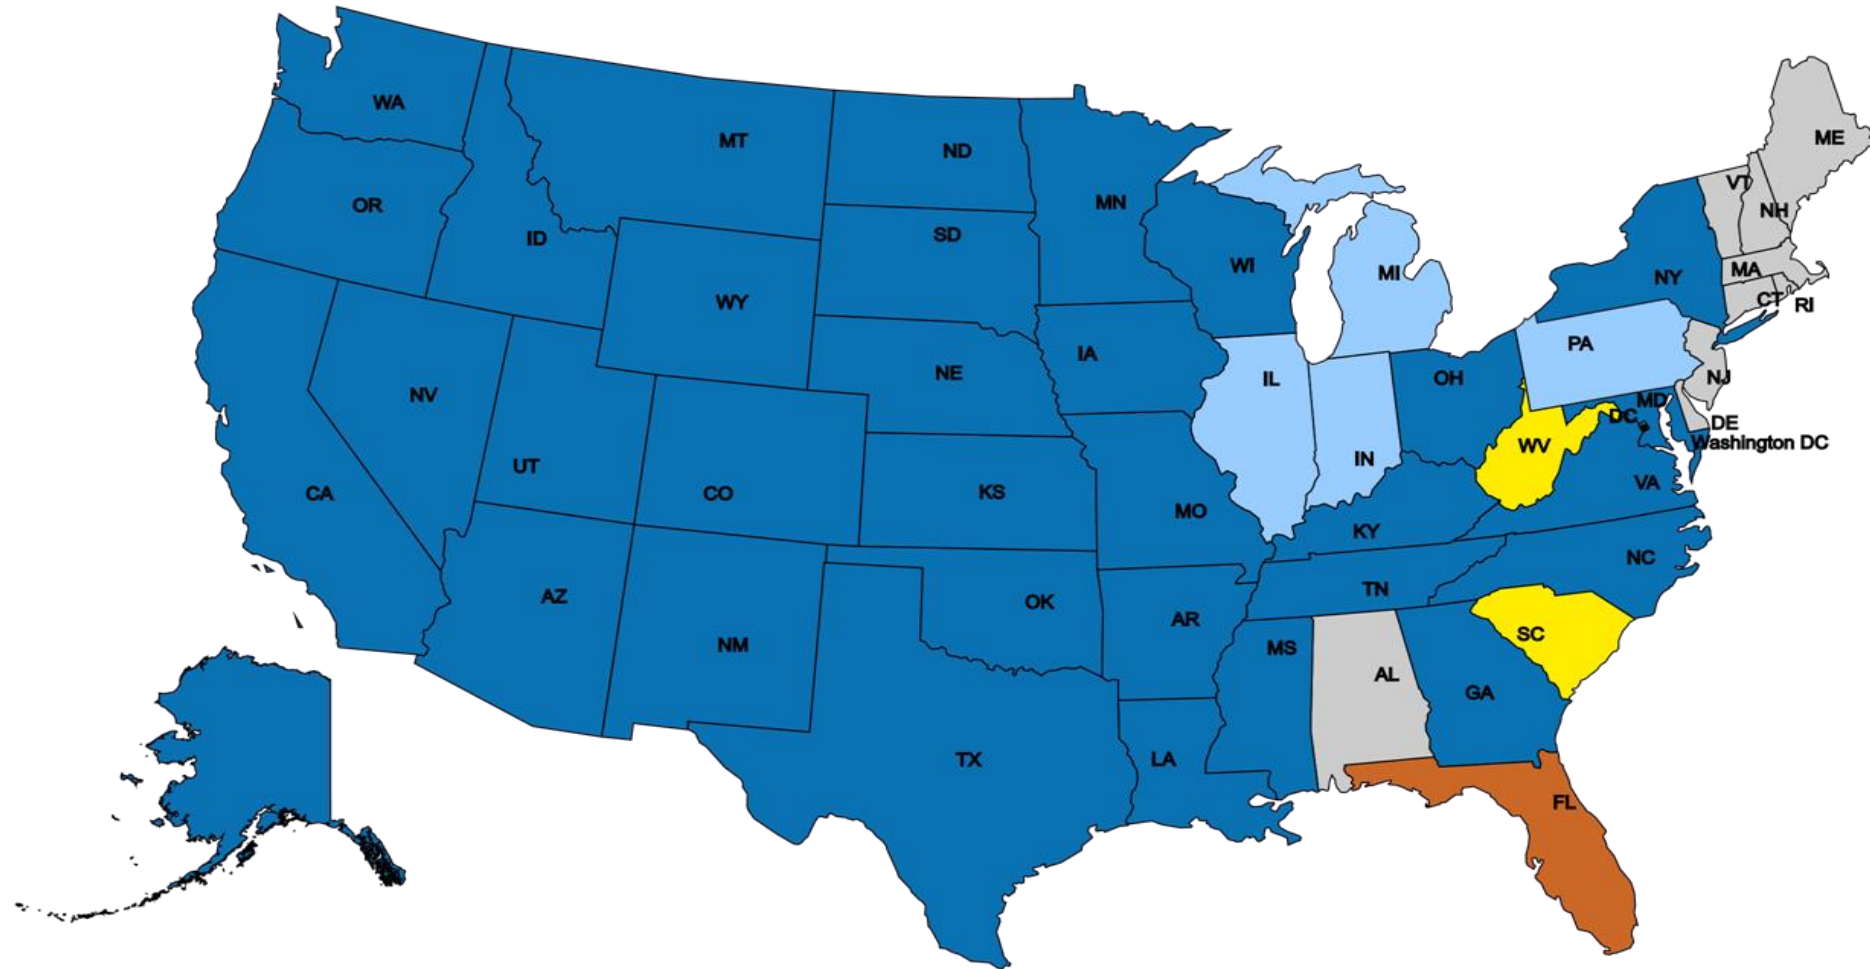 WA
MT
ND
ME
OR
ID
SD
MN
VT
NH
WY
WI
MI
NY
MA
CT
RI
NV
NE
IA
IL
IN
OH
PA
NJ
MD
DC
DE
Washington DC
WV
VA
CA
UT
CO
KS
MO
KY
NC
AZ
NM
OK
AR
TN
SC
MS
AL
GA
TX
LA
FL